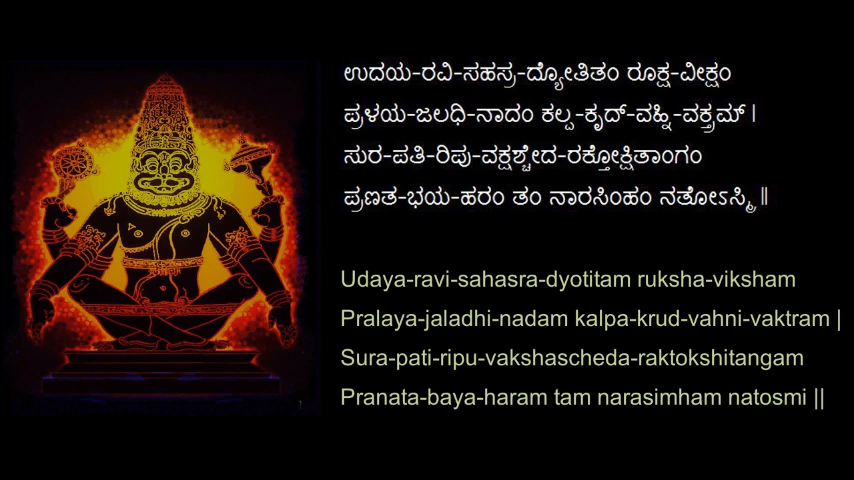 ಉದಯ-ರವಿ-ಸಹಸ್ರ-ದ್ಯೋತಿತಂ ರೂಕ್ಷ-ವೀಕ್ಷಂ
ಪ್ರಳಯ-ಜಲಧಿ-ನಾದಂ ಕಲ್ಪ-ಕೃದ್-ವಹ್ನಿ-ವಕ್ತ್ರಮ್ |
ಸುರ-ಪತಿ-ರಿಪು-ವಕ್ಷಶ್ಚೇದ-ರಕ್ತೋಕ್ಷಿತಾಂಗಂ
ಪ್ರಣತ-ಭಯ-ಹರಂ ತಂ ನಾರಸಿಂಹಂ ನತೋಽಸ್ಮಿ ||
Udaya-ravi-sahasra-dyotitam ruksha-viksham
Pralaya-jaladhi-nadam kalpa-krud-vahni-vaktram |
Sura-pati-ripu-vakshascheda-raktokshitangam
Pranata-baya-haram tam narasimham natosmi ||